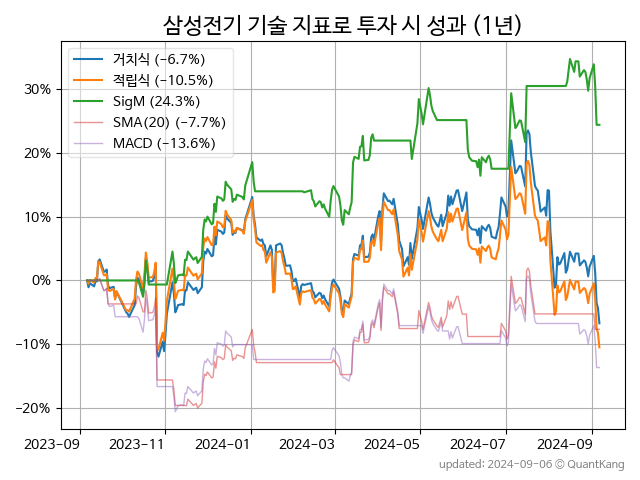 삼성전기 기술 지표로 투자 시 성과 (1년)
거치식 (−6.7%)
적립식 (−10.5%)
SigM (24.3%)
SMA(20) (−7.7%)
MACD (−13.6%)
30%
20%
10%
0%
−10%
−20%
2023-09 2023-11 2024-01 2024-03 2024-05 2024-07 2024-09
updated: 2024-09-06 © QuantKang